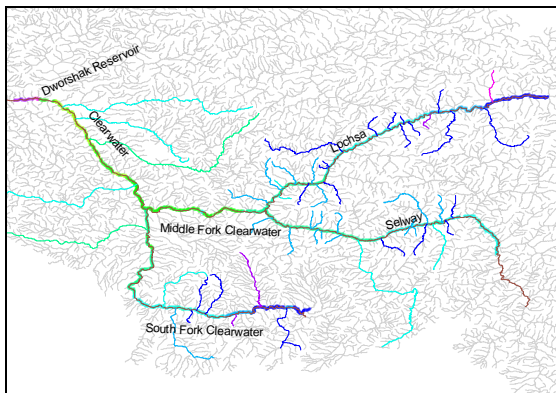 Dworshak Reservoir
Clearwater
Lochsa
Selway
Middle Fork Clearwater
South Fork Clearwater